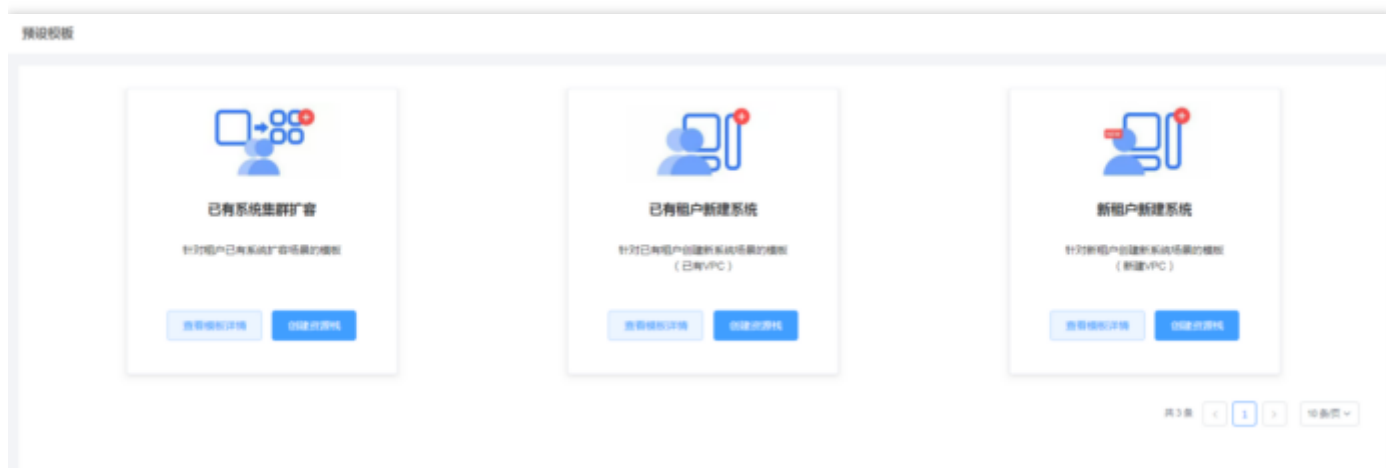 预设模板
已有系统集群扩容
针对租户已有系统扩容场景的模板
查看模板详情 创建资源栈
已有租户新建系统
针对已有租户创建新系统场景的模板
（已有VPC）
查看模板详情 创建资源栈
新租户新建系统
针对新租户创建新系统场景的模板
（新建VPC）
查看模板详情 创建资源栈
共 3 条 < 1 > 10条/页